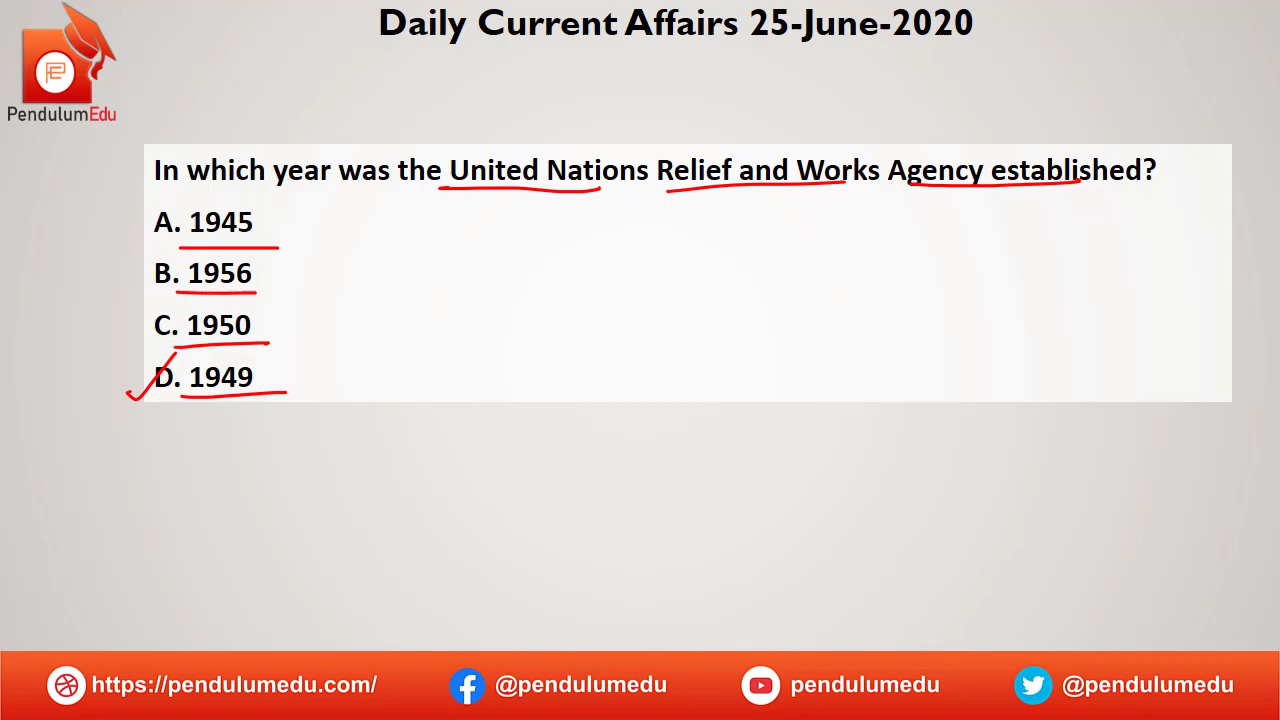 Daily Current Affairs 25-June-2020
PendulumEdu
In which year was the United Nations Relief and Works Agency established?
A. 1945
B. 1956
C. 1950
D. 1949
https://pendulumedu.com/
@pendulumedu
pendulumedu
@pendulumedu